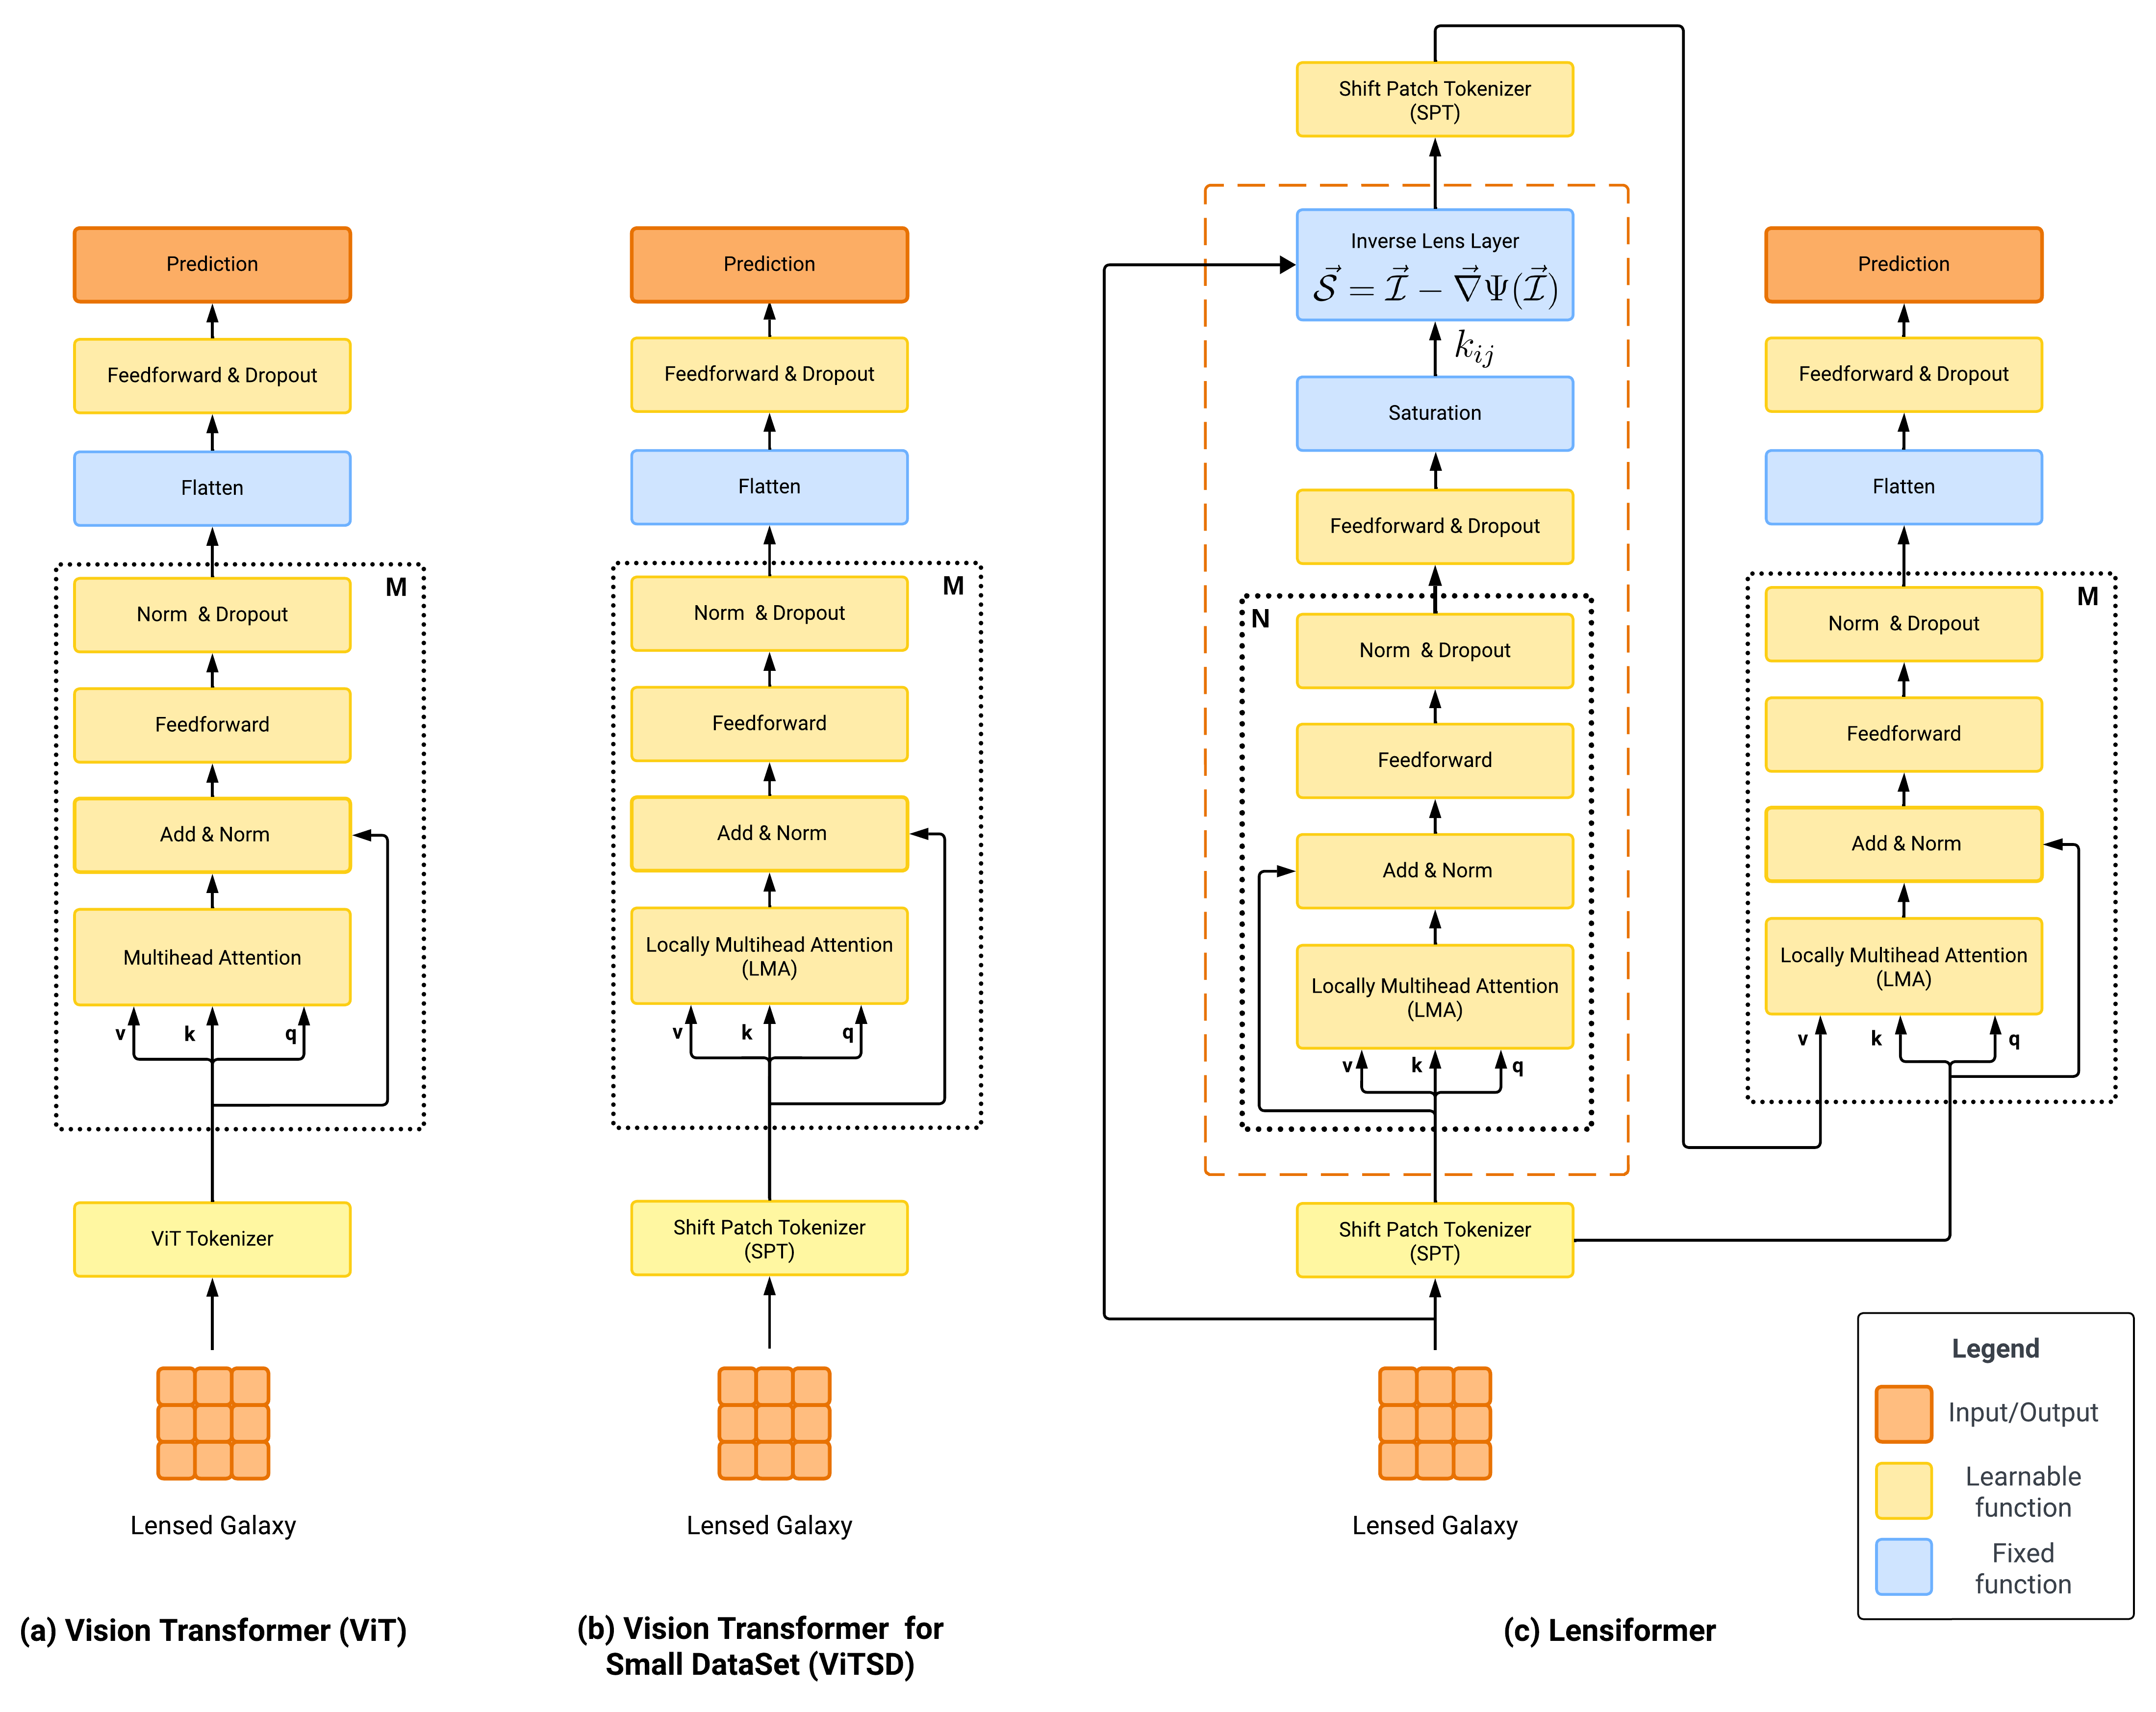 Prediction
Feedforward & Dropout
Flatten
M
Norm & Dropout
Feedforward
Add & Norm
Multihead Attention
v
k
q
ViT Tokenizer
Lensed Galaxy
(a) Vision Transformer (ViT)
Prediction
Feedforward & Dropout
Flatten
M
Norm & Dropout
Feedforward
Add & Norm
Locally Multihead Attention
(LMA)
v
k
q
Shift Patch Tokenizer
(SPT)
Lensed Galaxy
(b) Vision Transformer for
Small DataSet (ViTSD)
Shift Patch Tokenizer
(SPT)
Inverse Lens Layer
$\vec{\mathcal{S}} = \vec{\mathcal{I}} - \vec{\nabla}\Psi(\vec{\mathcal{I}})$
$k_{ij}$
Saturation
Feedforward & Dropout
N
Norm & Dropout
Feedforward
Add & Norm
Locally Multihead Attention
(LMA)
v
k
q
Shift Patch Tokenizer
(SPT)
Lensed Galaxy
Prediction
Feedforward & Dropout
Flatten
M
Norm & Dropout
Feedforward
Add & Norm
Locally Multihead Attention
(LMA)
v
k
q
(c) Lensiformer
Legend
Input/Output
Learnable
function
Fixed
function